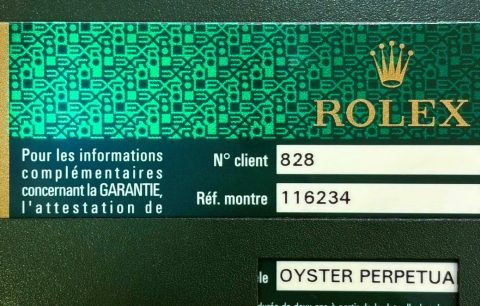 ROLEX
Pour les informations
complémentaires
concernant la GARANTIE,
l'attestation de
N° client 828
Réf. montre 116234
le OYSTER PERPETUA